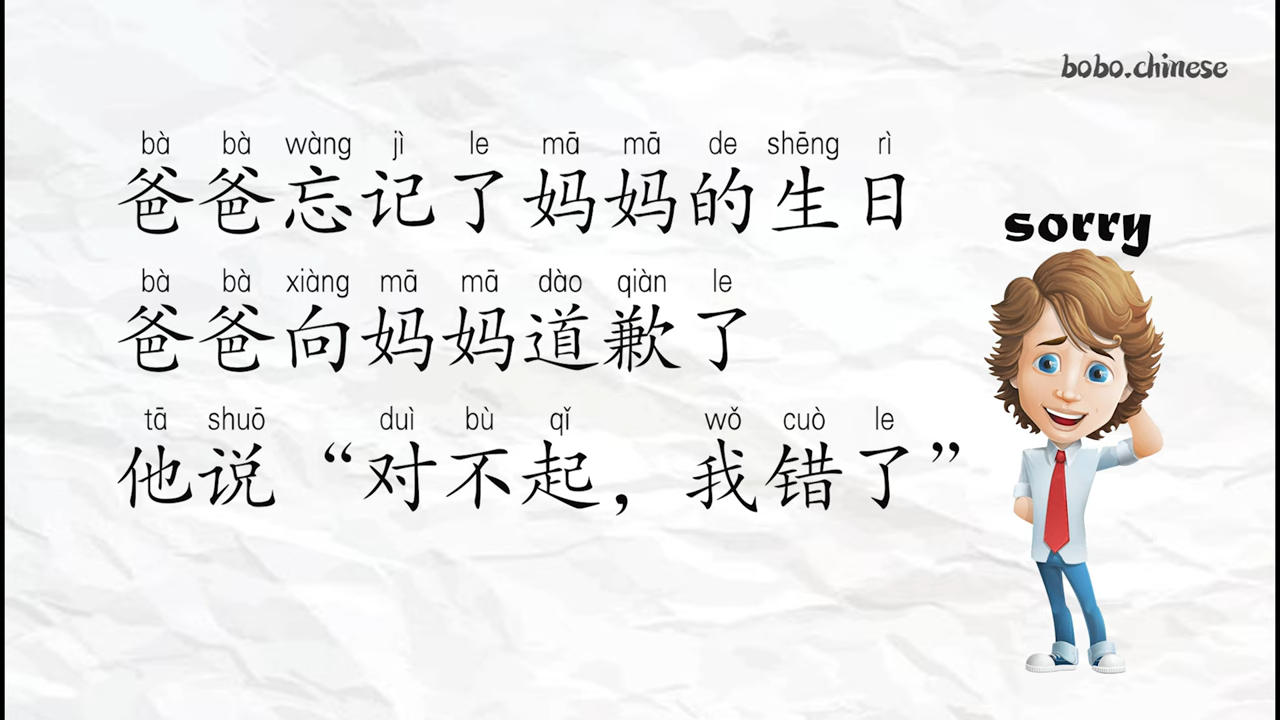 bobo.chinese
bà bà wàng jì le mā mā de shēng rì
爸爸忘记了妈妈的生日
bà bà xiàng mā mā dào qiàn le
爸爸向妈妈道歉了
tā shuō duì bù qǐ wǒ cuò le
他说“对不起，我错了”
sorry